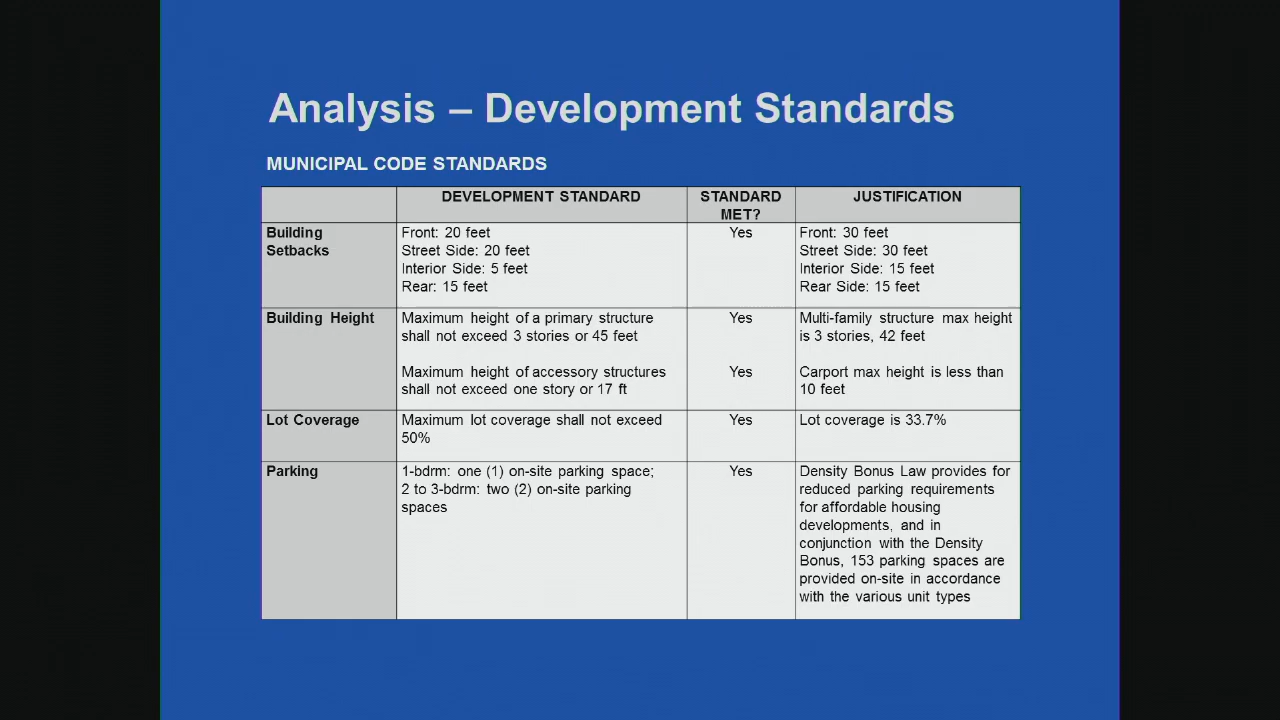 Analysis – Development Standards
MUNICIPAL CODE STANDARDS
DEVELOPMENT STANDARD
STANDARD MET?
JUSTIFICATION
Building
Setbacks
Front: 20 feet
Street Side: 20 feet
Interior Side: 5 feet
Rear: 15 feet
Yes
Front: 30 feet
Street Side: 30 feet
Interior Side: 15 feet
Rear Side: 15 feet
Building Height
Maximum height of a primary structure
shall not exceed 3 stories or 45 feet
Yes
Multi-family structure max height
is 3 stories, 42 feet
Maximum height of accessory structures
shall not exceed one story or 17 ft
Yes
Carport max height is less than
10 feet
Lot Coverage
Maximum lot coverage shall not exceed
50%
Yes
Lot coverage is 33.7%
Parking
1-bdrm: one (1) on-site parking space;
2 to 3-bdrm: two (2) on-site parking
spaces
Yes
Density Bonus Law provides for
reduced parking requirements
for affordable housing
developments, and in
conjunction with the Density
Bonus, 153 parking spaces are
provided on-site in accordance
with the various unit types